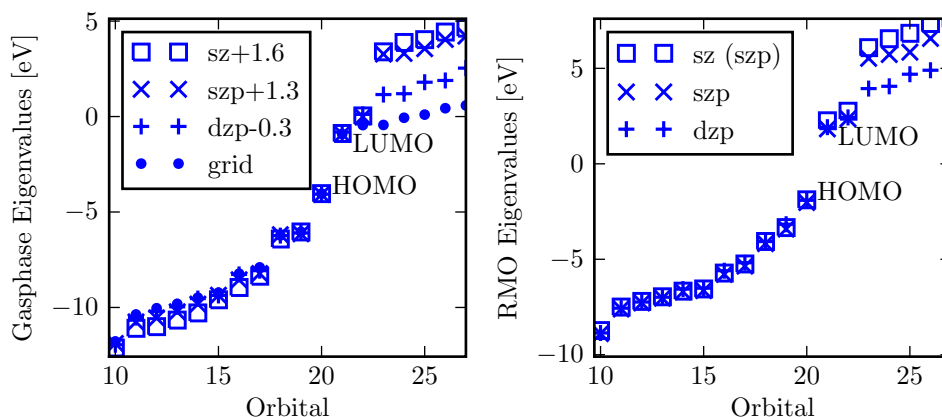 Gasphase Eigenvalues [eV]
5
0
−5
−10
sz+1.6
szp+1.3
dzp-0.3
grid
LUMO
HOMO
10 15 20 25
Orbital
RMO Eigenvalues [eV]
5
0
−5
−10
sz (szp)
szp
dzp
LUMO
HOMO
10 15 20 25
Orbital